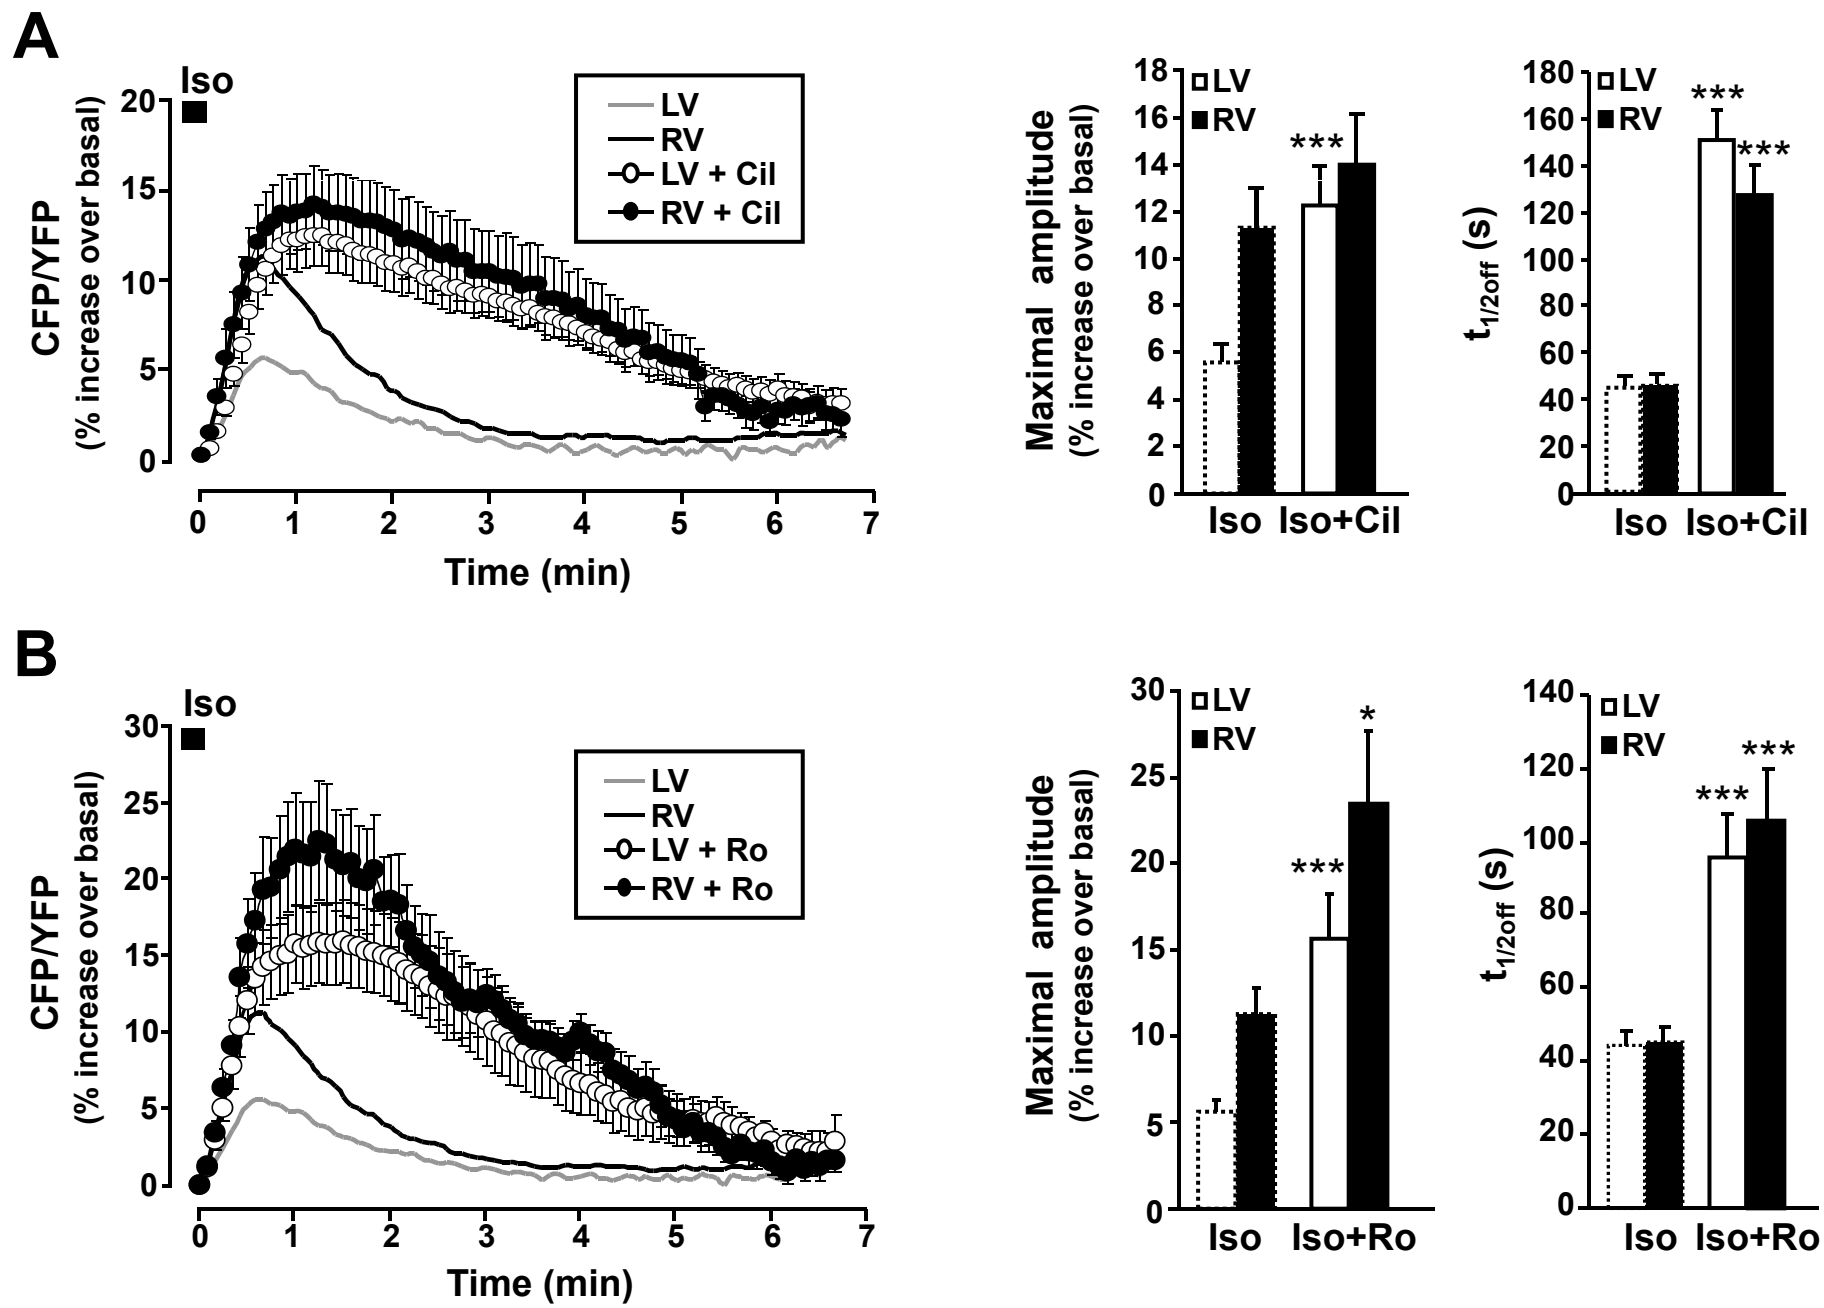 A
Iso
CFP/YFP
(% increase over basal)
20
15
10
5
0
LV
RV
LV + Cil
RV + Cil
0 1 2 3 4 5 6 7
Time (min)
Maximal amplitude
(% increase over basal)
18
16
14
12
10
8
6
4
2
0
LV
RV
***
Iso Iso+Cil
t1/2off (s)
180
160
140
120
100
80
60
40
20
0
LV
RV
***
***
Iso Iso+Cil
B
Iso
CFP/YFP
(% increase over basal)
30
25
20
15
10
5
0
LV
RV
LV + Ro
RV + Ro
0 1 2 3 4 5 6 7
Time (min)
Maximal amplitude
(% increase over basal)
30
25
20
15
10
5
0
LV
RV
***
*
Iso Iso+Ro
t1/2off (s)
140
120
100
80
60
40
20
0
LV
RV
***
***
Iso Iso+Ro